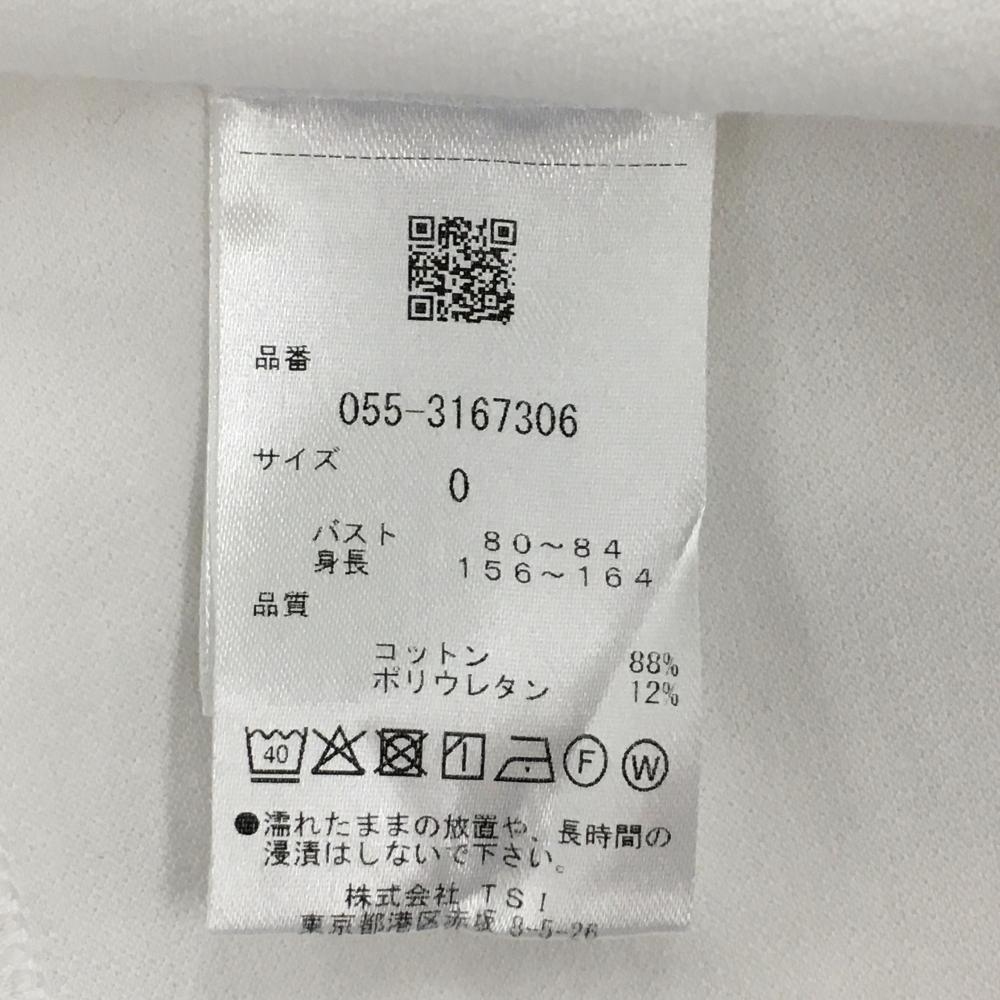 品番
055-3167306
サイズ
0
バスト 80～84
身長 156～164
品質
コットン 88%
ポリウレタン 12%
40 F W
●濡れたままの放置や、長時間の
浸漬はしないで下さい。
株式会社 TSI
東京都港区赤坂 8-5-26